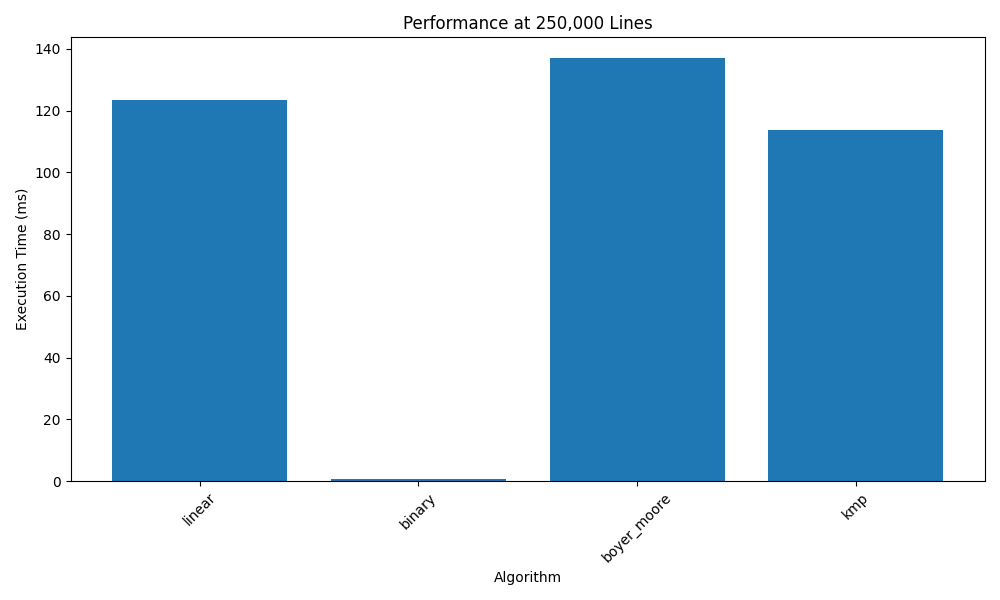 Performance at 250,000 Lines
Execution Time (ms)
140
120
100
80
60
40
20
0
linear
binary
boyer_moore
kmp
Algorithm